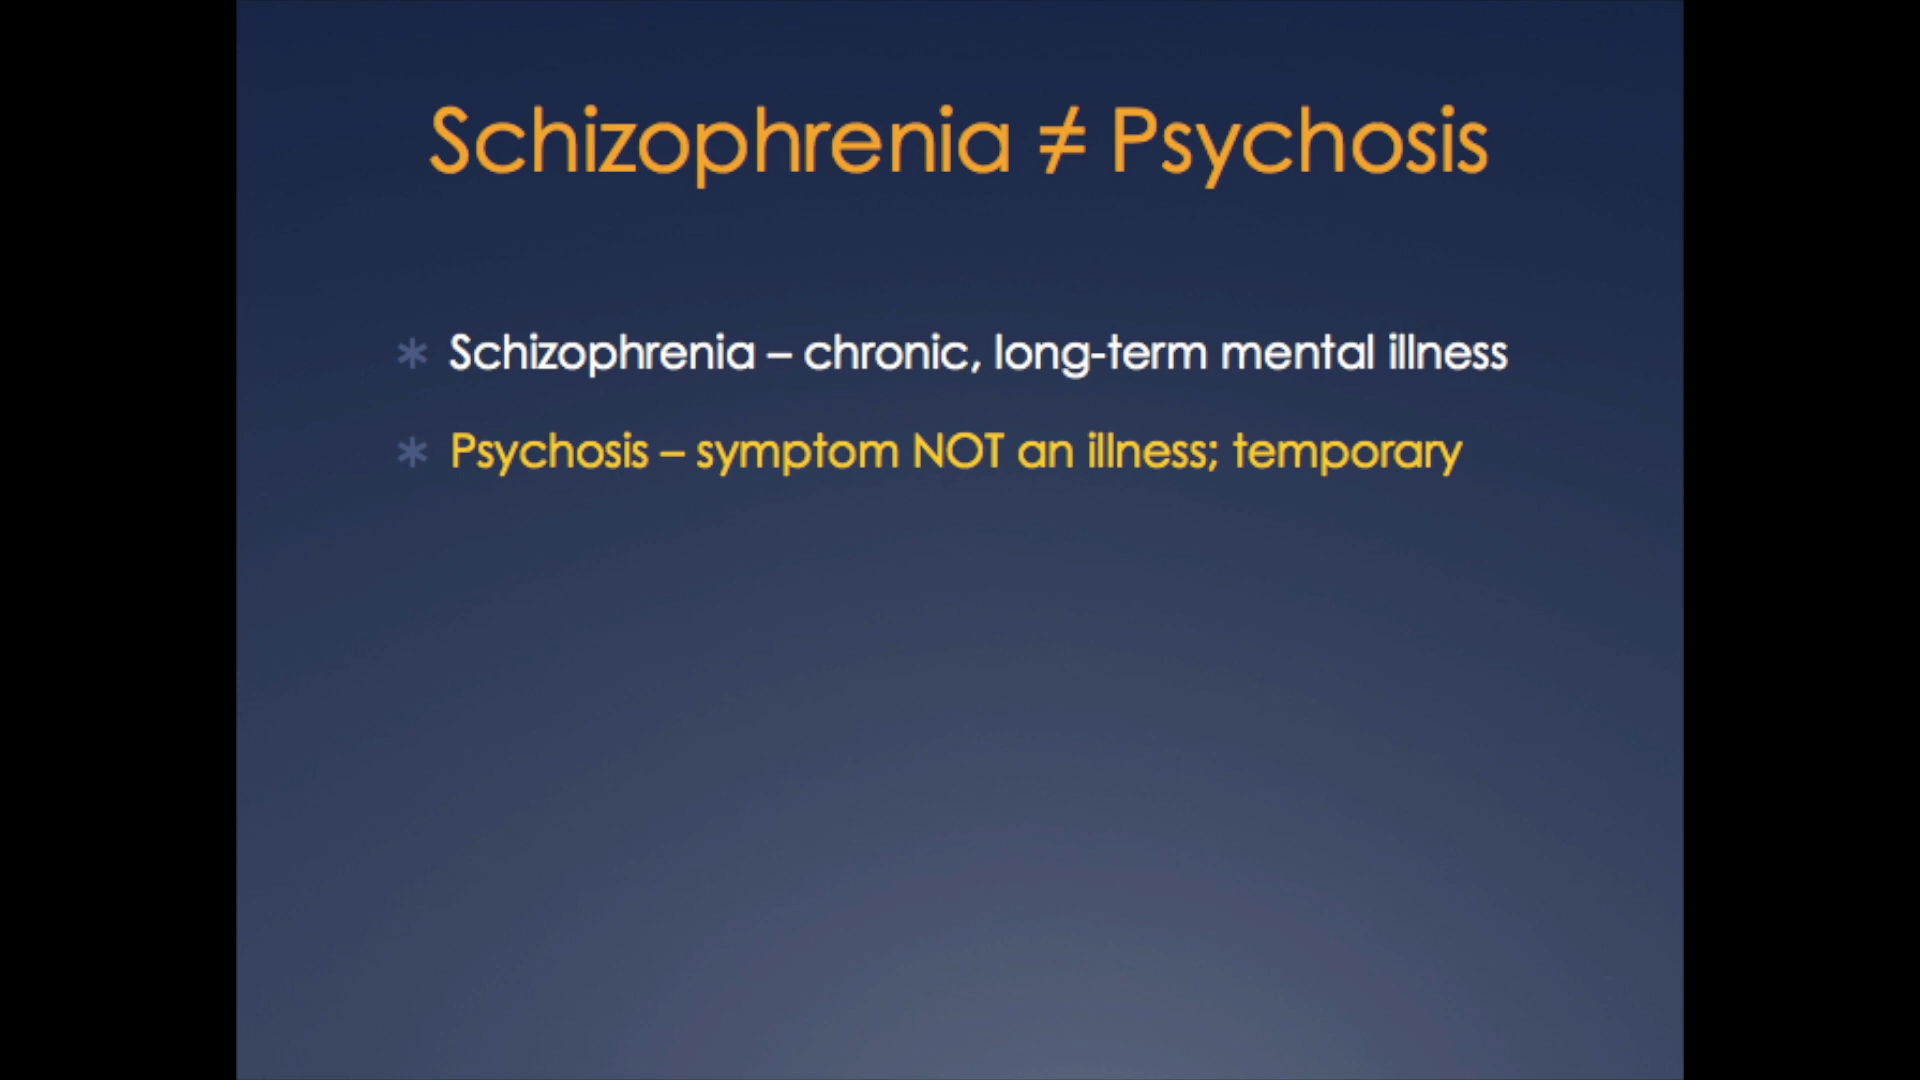 Schizophrenia ≠ Psychosis
* Schizophrenia – chronic, long-term mental illness
* Psychosis – symptom NOT an illness; temporary